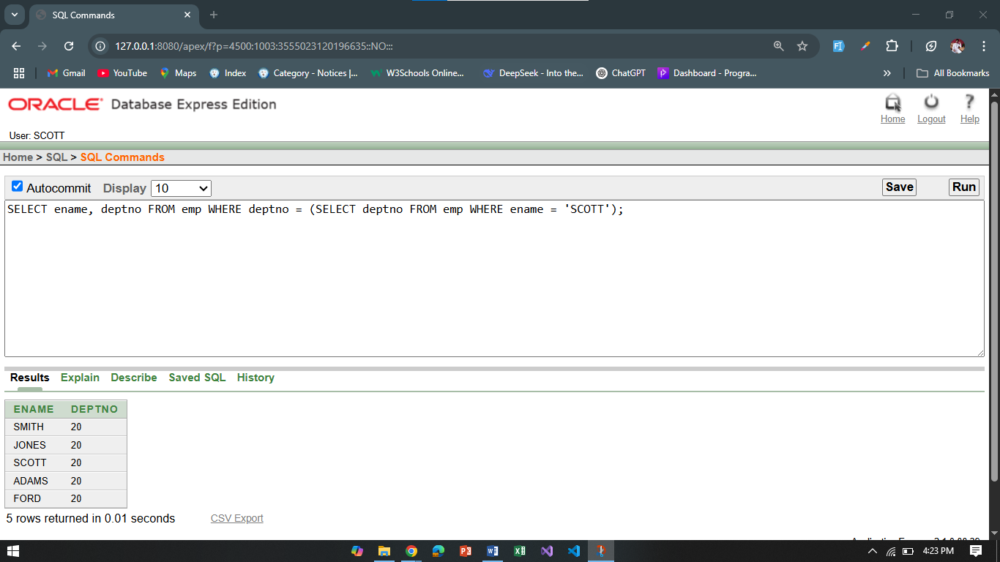 SQL Commands
127.0.0.1:8080/apex/f?p=4500:1003:3555023120196635::NO:::
Gmail YouTube Maps Index Category - Notices |... W3Schools Online... DeepSeek - Into the... ChatGPT Dashboard - Progra... » All Bookmarks
ORACLE Database Express Edition
Home Logout Help
User: SCOTT
Home > SQL > SQL Commands
Autocommit Display 10 Save Run
SELECT ename, deptno FROM emp WHERE deptno = (SELECT deptno FROM emp WHERE ename = 'SCOTT');
Results Explain Describe Saved SQL History
ENAME DEPTNO
SMITH 20
JONES 20
SCOTT 20
ADAMS 20
FORD 20
5 rows returned in 0.01 seconds CSV Export
4:23 PM